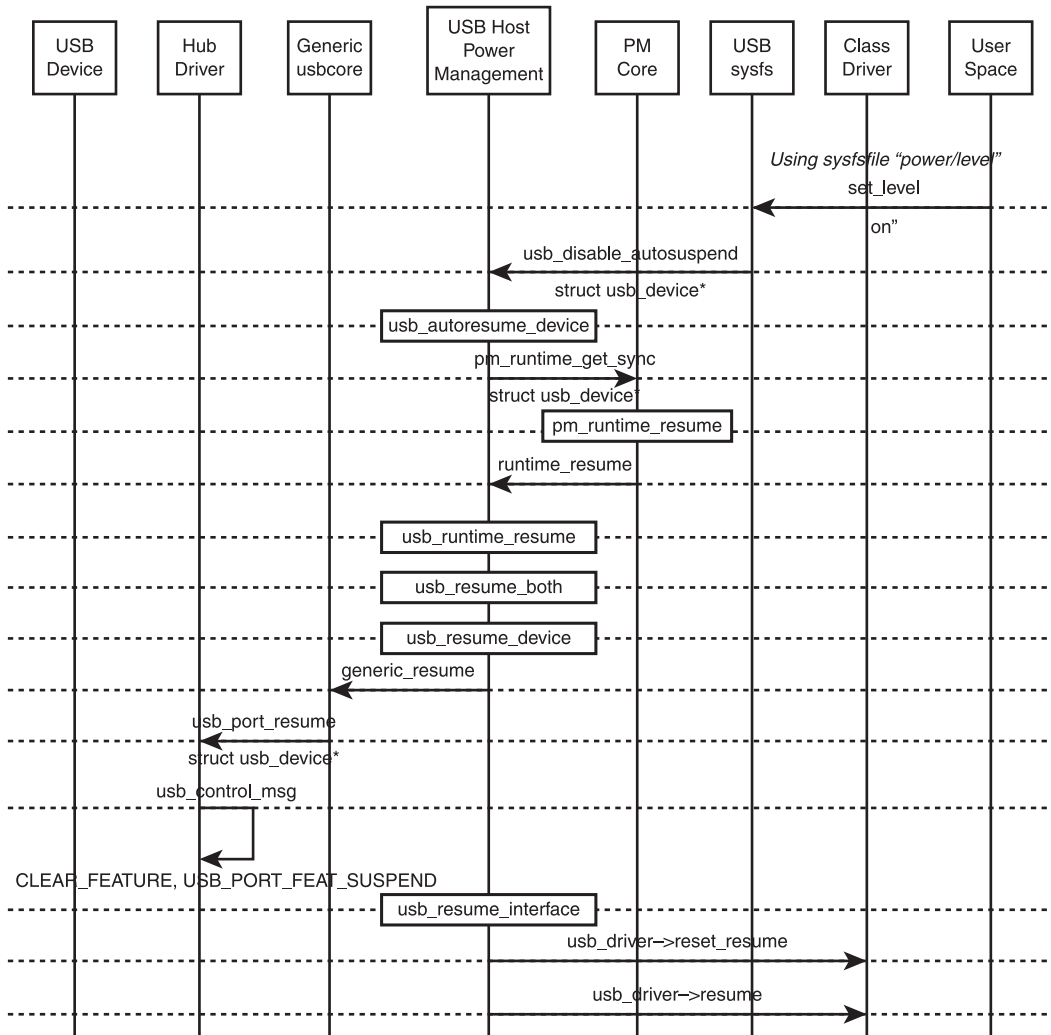 USB
Device
Hub
Driver
Generic
usbcore
USB Host
Power
Management
PM
Core
USB
sysfs
Class
Driver
User
Space
Using sysfsfile “power/level”
set_level
on”
usb_disable_autosuspend
struct usb_device*
usb_autoresume_device
pm_runtime_get_sync
struct usb_device*
pm_runtime_resume
runtime_resume
usb_runtime_resume
usb_resume_both
usb_resume_device
generic_resume
usb_port_resume
struct usb_device*
usb_control_msg
CLEAR_FEATURE, USB_PORT_FEAT_SUSPEND
usb_resume_interface
usb_driver–>reset_resume
usb_driver–>resume